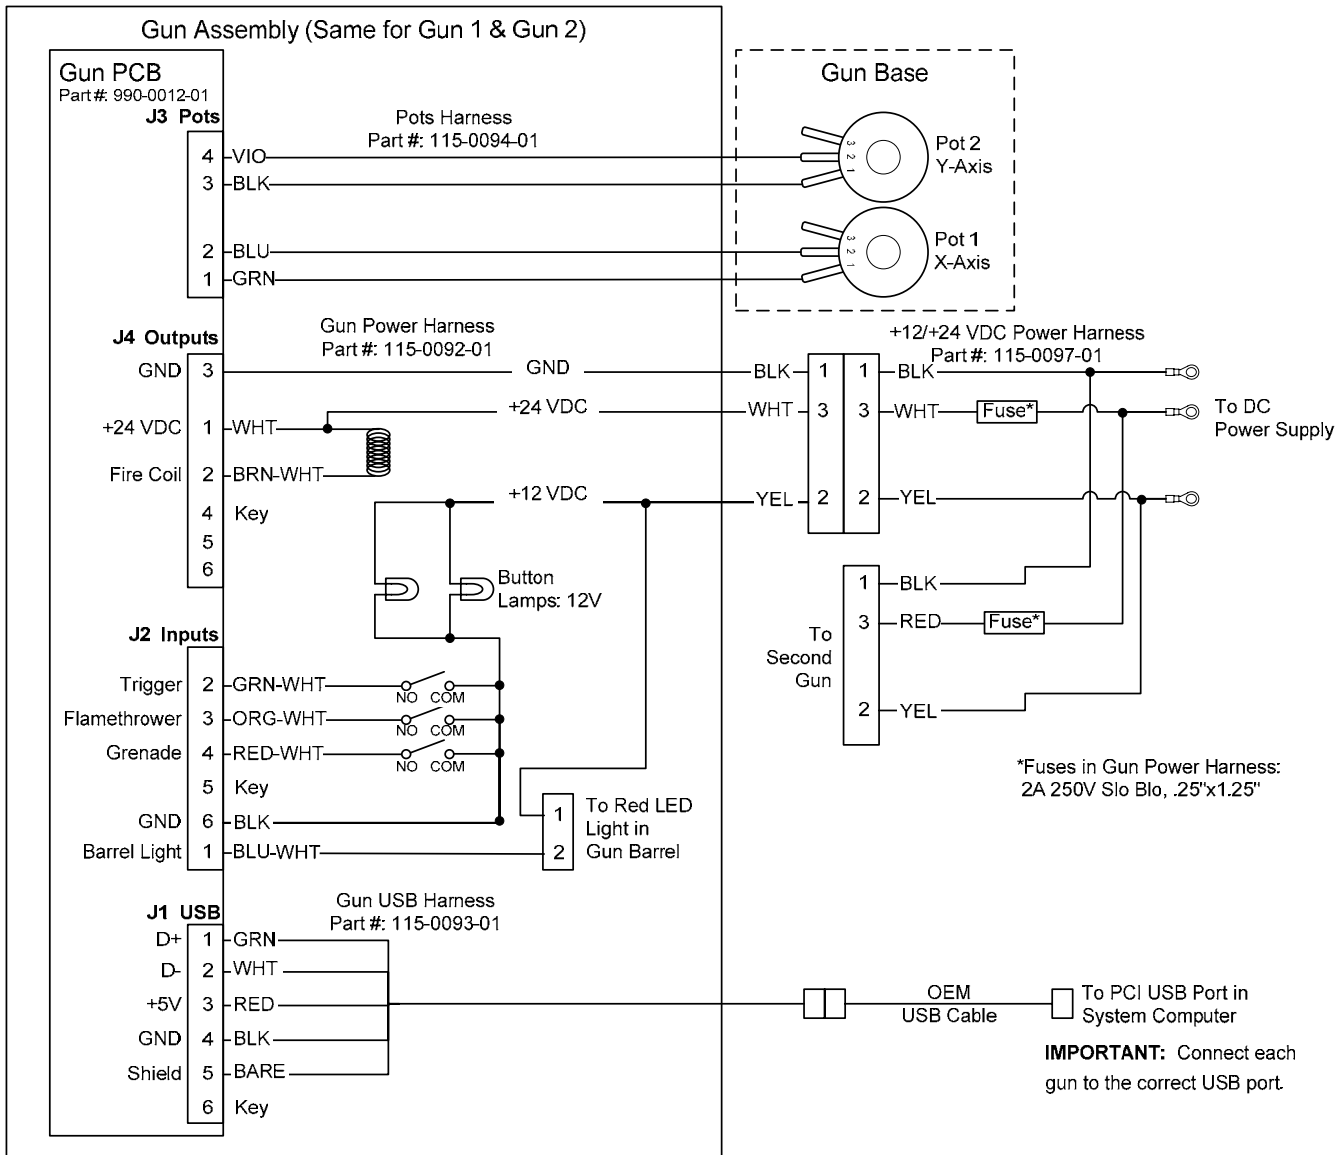 Gun Assembly (Same for Gun 1 & Gun 2)
Gun PCB
Part#: 990-0012-01
J3 Pots
Pots Harness
Part #: 115-0094-01
4 VIO
3 BLK
2 BLU
1 GRN
Gun Base
3
2
1
Pot 2
Y-Axis
3
2
1
Pot 1
X-Axis
J4 Outputs
Gun Power Harness
Part #: 115-0092-01
GND 3 GND BLK 1
+24 VDC WHT 3
+24 VDC 1 WHT
Fire Coil 2 BRN-WHT
+12 VDC YEL 2
4 Key
5
6
Button
Lamps: 12V
+12/+24 VDC Power Harness
Part #: 115-0097-01
1 BLK
3 WHT Fuse*
2 YEL
To DC
Power Supply
To
Second
Gun
1 BLK
3 RED Fuse*
2 YEL
*Fuses in Gun Power Harness:
2A 250V Slo Blo, .25"x1.25"
J2 Inputs
Trigger 2 GRN-WHT NO COM
Flamethrower 3 ORG-WHT NO COM
Grenade 4 RED-WHT NO COM
5 Key
GND 6 BLK
Barrel Light 1 BLU-WHT
1
2
To Red LED
Light in
Gun Barrel
J1 USB
Gun USB Harness
Part #: 115-0093-01
D+ 1 GRN
D- 2 WHT
+5V 3 RED
GND 4 BLK
Shield 5 BARE
6 Key
OEM
USB Cable
To PCI USB Port in
System Computer
IMPORTANT: Connect each
gun to the correct USB port.